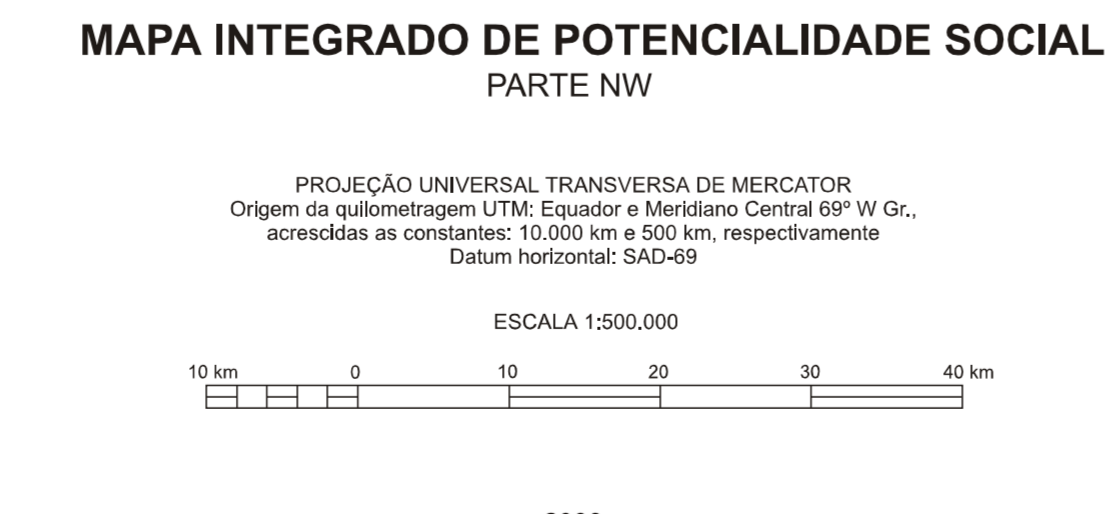 MAPA INTEGRADO DE POTENCIALIDADE SOCIAL
PARTE NW
PROJEÇÃO UNIVERSAL TRANSVERSA DE MERCATOR
Origem da quilometragem UTM: Equador e Meridiano Central 69º W Gr.,
acrescidas as constantes: 10.000 km e 500 km, respectivamente
Datum horizontal: SAD-69
ESCALA 1:500.000
10 km 0 10 20 30 40 km